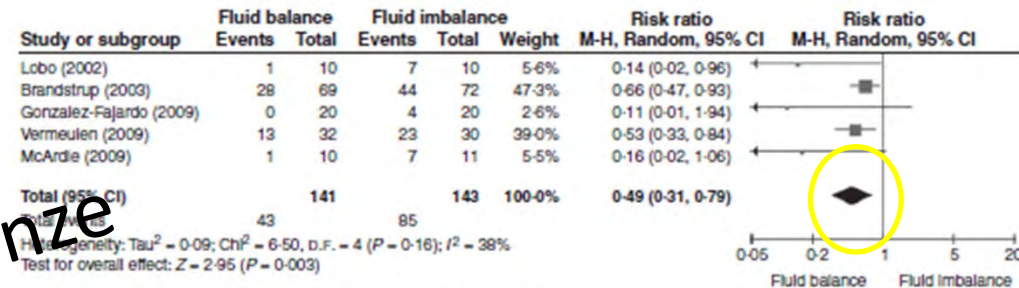 Fluid balance Fluid imbalance Risk ratio Risk ratio
Study or subgroup Events Total Events Total Weight M-H, Random, 95% CI M-H, Random, 95% CI
Lobo (2002) 1 10 7 10 5·6% 0·14 (0·02, 0·96)
Brandstrup (2003) 28 69 44 72 47·3% 0·66 (0·47, 0·93)
Gonzalez-Fajardo (2009) 0 20 4 20 2·6% 0·11 (0·01, 1·94)
Vermeulen (2009) 13 32 23 30 39·0% 0·53 (0·33, 0·84)
McArdle (2009) 1 10 7 11 5·5% 0·16 (0·02, 1·06)
Total (95% CI) 141 143 100·0% 0·49 (0·31, 0·79)
Total events 43 85
nze
Heterogeneity: Tau² = 0·09; Chi² = 6·50, D.F. = 4 (P = 0·16); I² = 38%
Test for overall effect: Z = 2·95 (P = 0·003)
0·05 0·2 1 5 20
Fluid balance Fluid imbalance